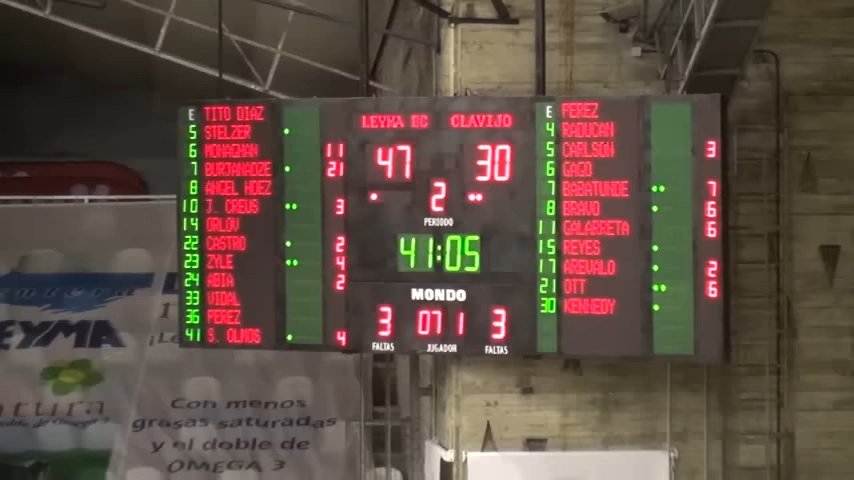 E TITO DIAZ
5 STELZER
6 MONAGHAN 11
7 BURJANADZE 21
8 ANGEL HDEZ
10 J. CREUS 3
14 ORLOV
22 CASTRO 2
23 ZYLE 4
24 ABIA 2
33 VIDAL
36 PEREZ
41 S. OLMOS 4
LEYMA BC CLAVIJO
47 30
2
PERIODO
41:05
MONDO
3 07 1 3
FALTAS JUGADOR FALTAS
E PEREZ
4 RADUCAN
5 CARLSON 3
6 GAGO
7 BABATUNDE 7
8 BRAVO 6
11 GALARRETA 6
15 REYES
17 AREVALO 2
21 OTT 6
30 KENNEDY
LEYMA
Con menos
grasas saturadas
y el doble de
OMEGA 3